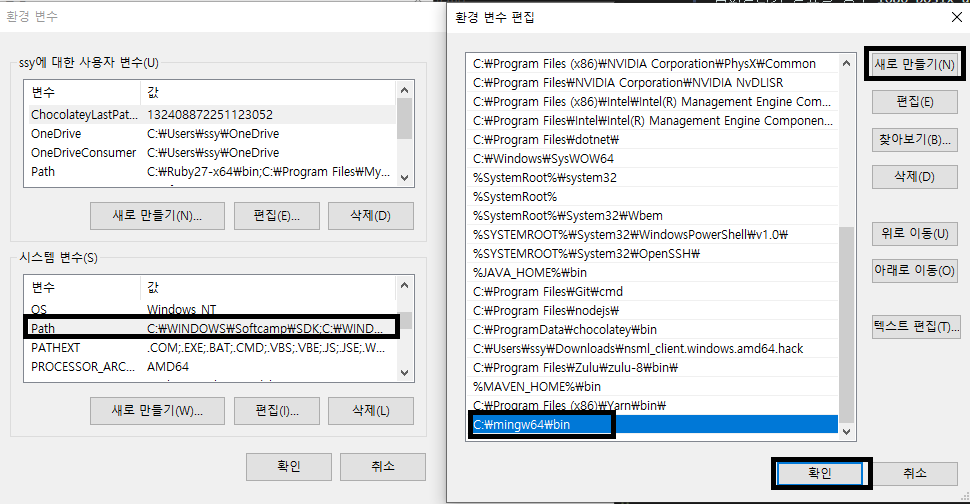 환경 변수
ssy에 대한 사용자 변수(U)
변수 값
ChocolateyLastPat... 132408872251123052
OneDrive C:₩Users₩ssy₩OneDrive
OneDriveConsumer C:₩Users₩ssy₩OneDrive
Path C:₩Ruby27-x64₩bin;C:₩Program Files₩My...
새로 만들기(N)... 편집(E)... 삭제(D)
시스템 변수(S)
변수 값
OS Windows_NT
Path C:₩WINDOWS₩Softcamp₩SDK;C:₩WIND...
PATHEXT .COM;.EXE;.BAT;.CMD;.VBS;.VBE;.JS;.JSE;.W...
PROCESSOR_ARC... AMD64
새로 만들기(W)... 편집(I)... 삭제(L)
확인 취소
환경 변수 편집
C:₩Program Files (x86)₩NVIDIA Corporation₩PhysX₩Common
C:₩Program Files₩NVIDIA Corporation₩NVIDIA NvDLISR
C:₩Program Files (x86)₩Intel₩Intel(R) Management Engine Com...
C:₩Program Files₩Intel₩Intel(R) Management Engine Componen...
C:₩Program Files₩dotnet₩
C:₩Windows₩SysWOW64
%SystemRoot%₩system32
%SystemRoot%
%SystemRoot%₩System32₩Wbem
%SYSTEMROOT%₩System32₩WindowsPowerShell₩v1.0₩
%SYSTEMROOT%₩System32₩OpenSSH₩
%JAVA_HOME%₩bin
C:₩Program Files₩Git₩cmd
C:₩Program Files₩nodejs₩
C:₩ProgramData₩chocolatey₩bin
C:₩Users₩ssy₩Downloads₩nsml_client.windows.amd64.hack
C:₩Program Files₩Zulu₩zulu-8₩bin₩
%MAVEN_HOME%₩bin
C:₩Program Files (x86)₩Yarn₩bin₩
C:₩mingw64₩bin
새로 만들기(N)
편집(E)
찾아보기(B)...
삭제(D)
위로 이동(U)
아래로 이동(O)
텍스트 편집(T)...
확인 취소